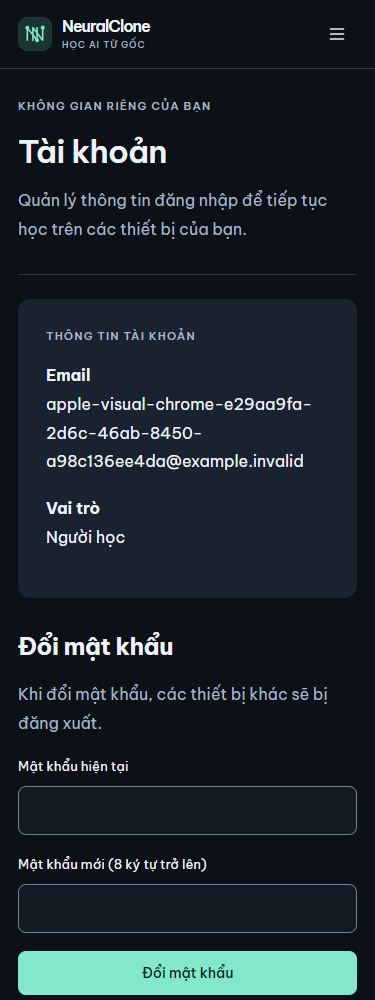 NeuralClone
HỌC AI TỪ GỐC
KHÔNG GIAN RIÊNG CỦA BẠN
Tài khoản
Quản lý thông tin đăng nhập để tiếp tục
học trên các thiết bị của bạn.
THÔNG TIN TÀI KHOẢN
Email
apple-visual-chrome-e29aa9fa-
2d6c-46ab-8450-
a98c136ee4da@example.invalid
Vai trò
Người học
Đổi mật khẩu
Khi đổi mật khẩu, các thiết bị khác sẽ bị
đăng xuất.
Mật khẩu hiện tại
Mật khẩu mới (8 ký tự trở lên)
Đổi mật khẩu